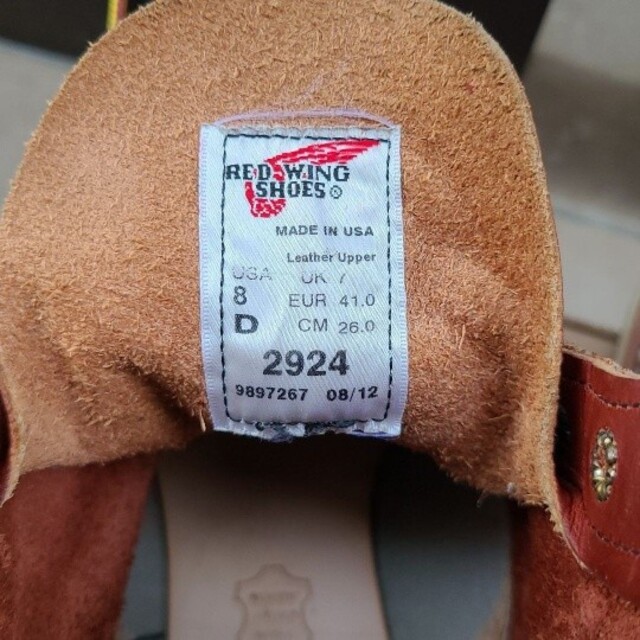 RED WING
SHOES®
MADE IN USA
Leather Upper
USA UK 7
8 EUR 41.0
D CM 26.0
2924
9897267 08/12